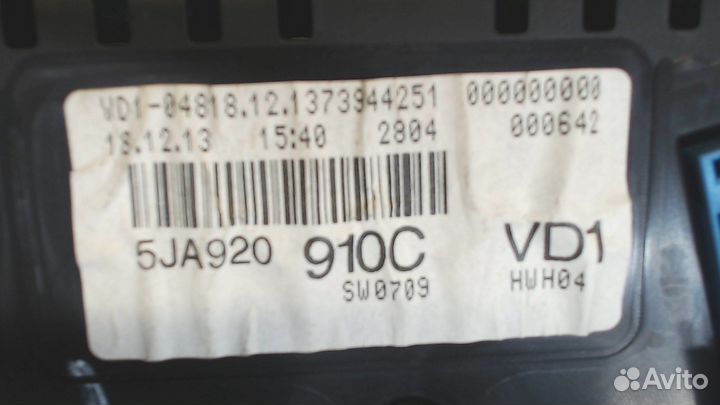 VD1-04818.12.1373944251 000000000
18.12.13 15:40 2804 000642
5JA920 910C VD1
SW0709 HWH04
Avito